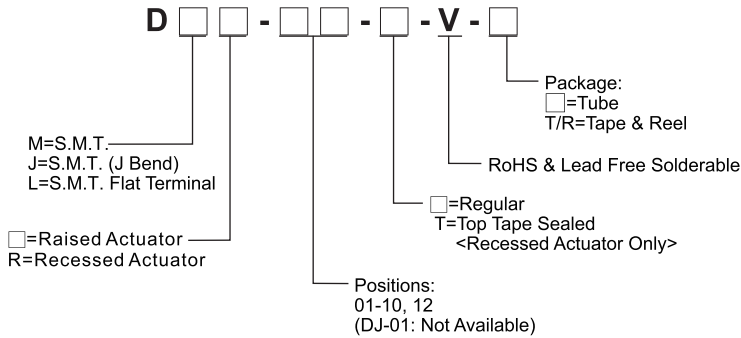 D□□-□□-□-V-□
Package:
□=Tube
T/R=Tape & Reel
M=S.M.T.
J=S.M.T. (J Bend)
L=S.M.T. Flat Terminal
RoHS & Lead Free Solderable
□=Regular
T=Top Tape Sealed
<Recessed Actuator Only>
□=Raised Actuator
R=Recessed Actuator
Positions:
01-10, 12
(DJ-01: Not Available)